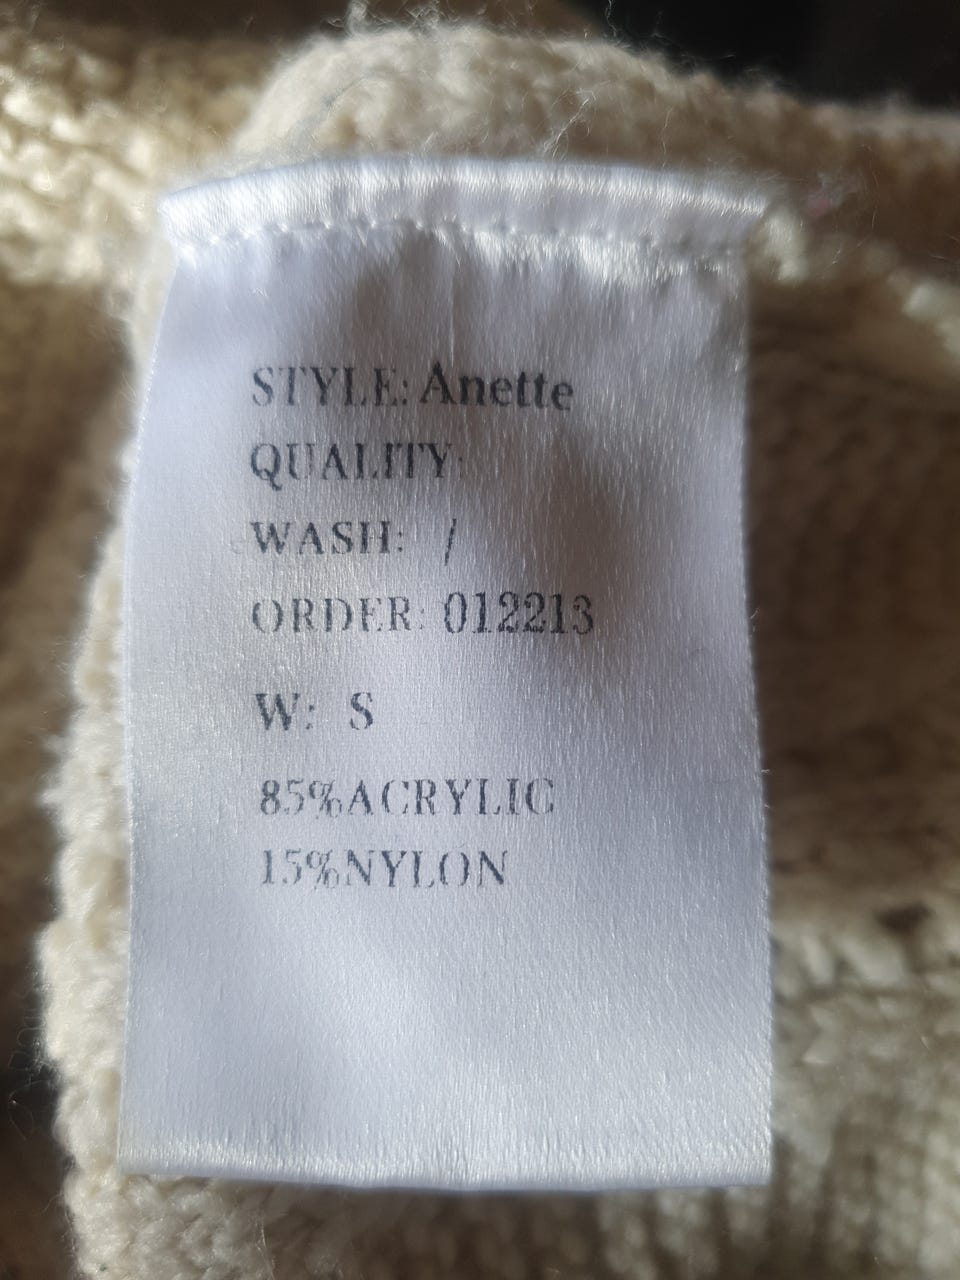 STYLE: Anette
QUALITY:
WASH: /
ORDER: 012213
W: S
85%ACRYLIC
15%NYLON